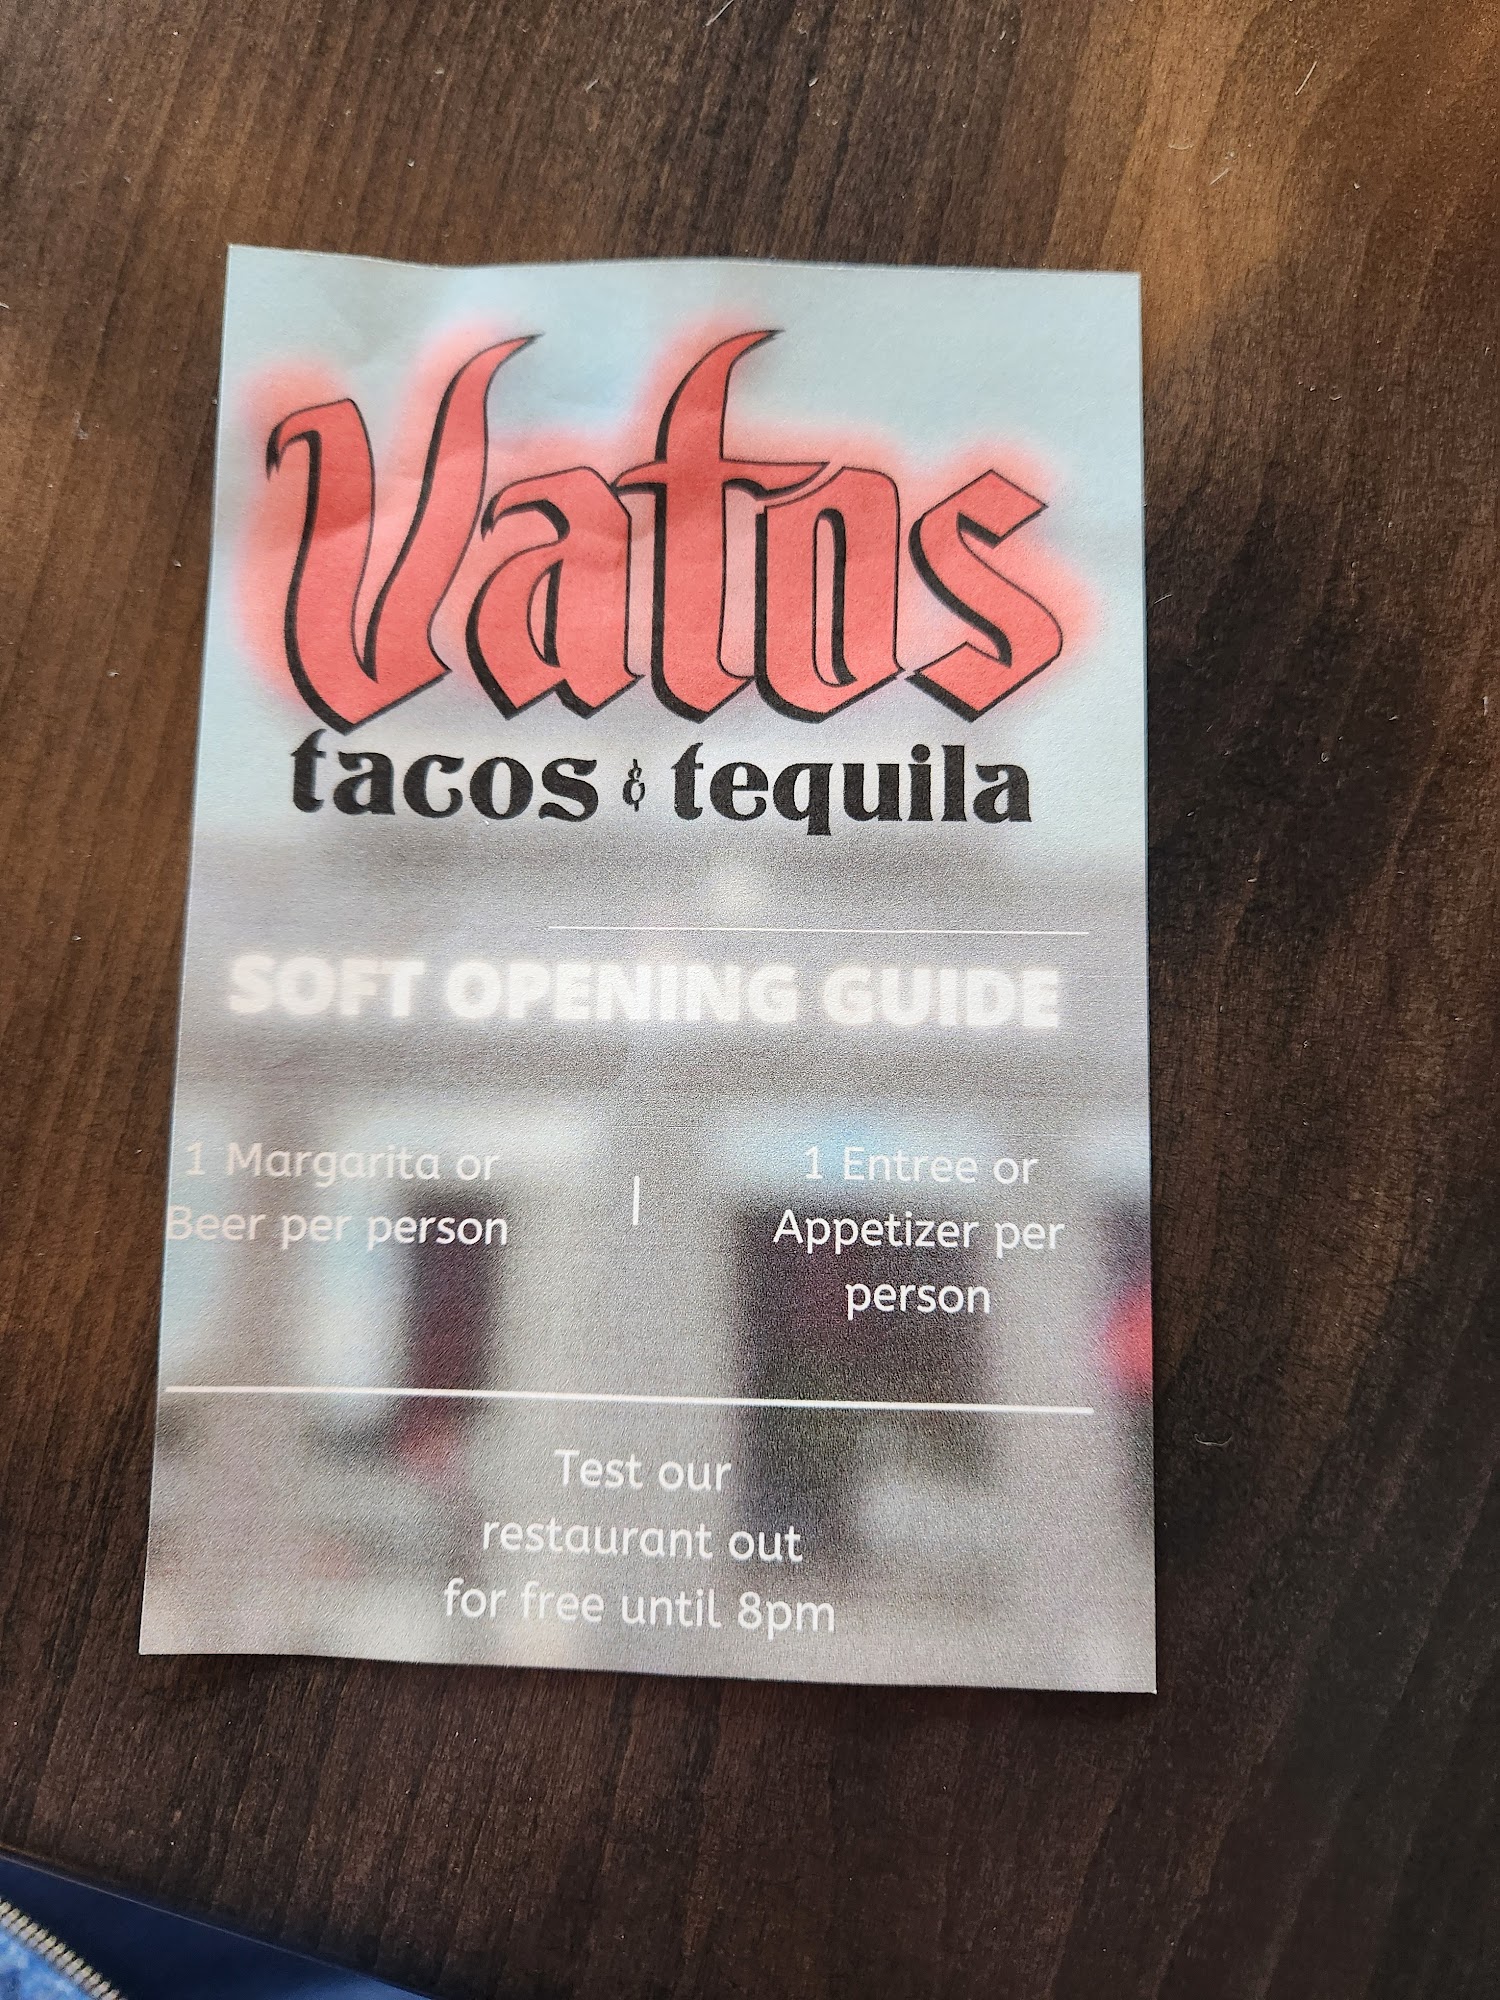 Vatos
tacos & tequila
SOFT OPENING GUIDE
1 Margarita or
Beer per person
|
1 Entree or
Appetizer per
person
Test our
restaurant out
for free until 8pm